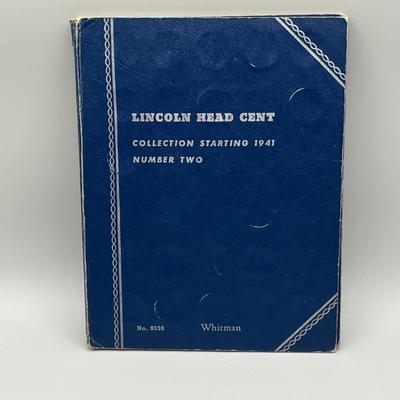 LINCOLN HEAD CENT
COLLECTION STARTING 1941
NUMBER TWO
No. 9030 Whitman